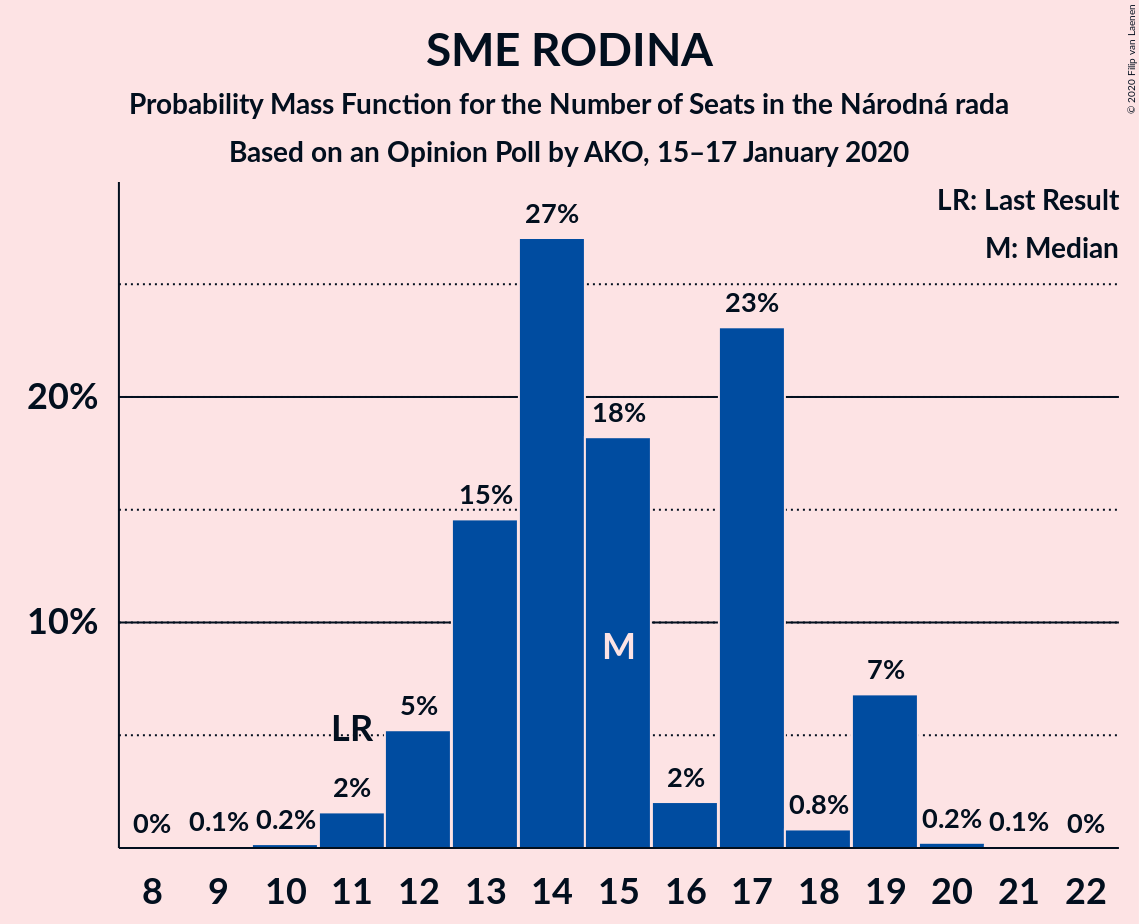 SME RODINA
Probability Mass Function for the Number of Seats in the Národná rada
Based on an Opinion Poll by AKO, 15–17 January 2020
© 2020 Filip van Laenen
LR: Last Result
M: Median
27%
23%
20%
18%
15%
10%
M
7%
5%
LR
2%
2%
0.8%
0%
0.1%
0.2%
0.2%
0.1%
0%
8 9 10 11 12 13 14 15 16 17 18 19 20 21 22